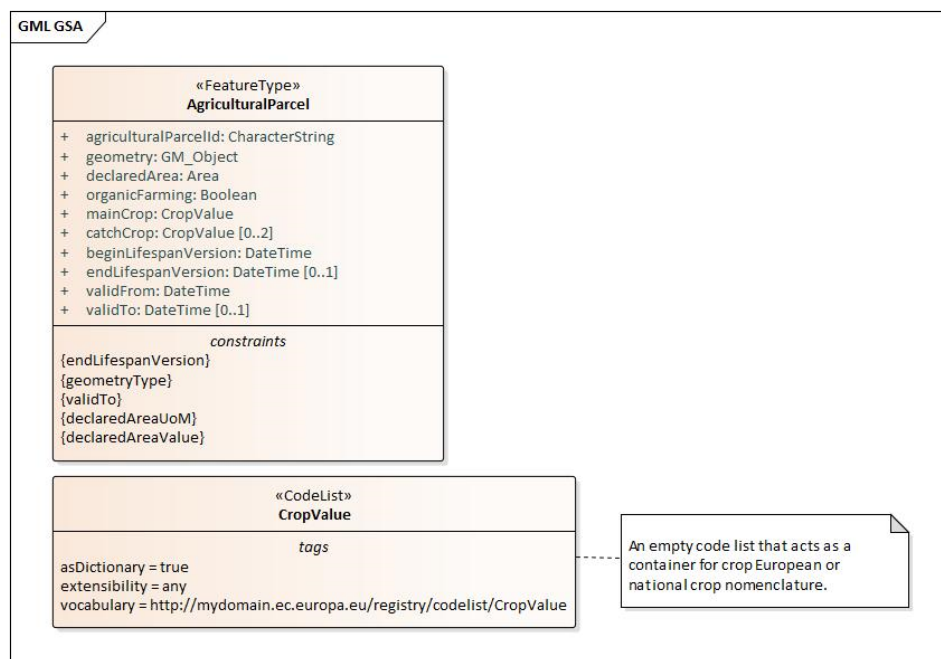 GML GSA
«FeatureType»
AgriculturalParcel
+ agriculturalParcelId: CharacterString
+ geometry: GM_Object
+ declaredArea: Area
+ organicFarming: Boolean
+ mainCrop: CropValue
+ catchCrop: CropValue [0..2]
+ beginLifespanVersion: DateTime
+ endLifespanVersion: DateTime [0..1]
+ validFrom: DateTime
+ validTo: DateTime [0..1]
constraints
{endLifespanVersion}
{geometryType}
{validTo}
{declaredAreaUoM}
{declaredAreaValue}
«CodeList»
CropValue
tags
asDictionary = true
extensibility = any
vocabulary = http://mydomain.ec.europa.eu/registry/codelist/CropValue
An empty code list that acts as a
container for crop European or
national crop nomenclature.